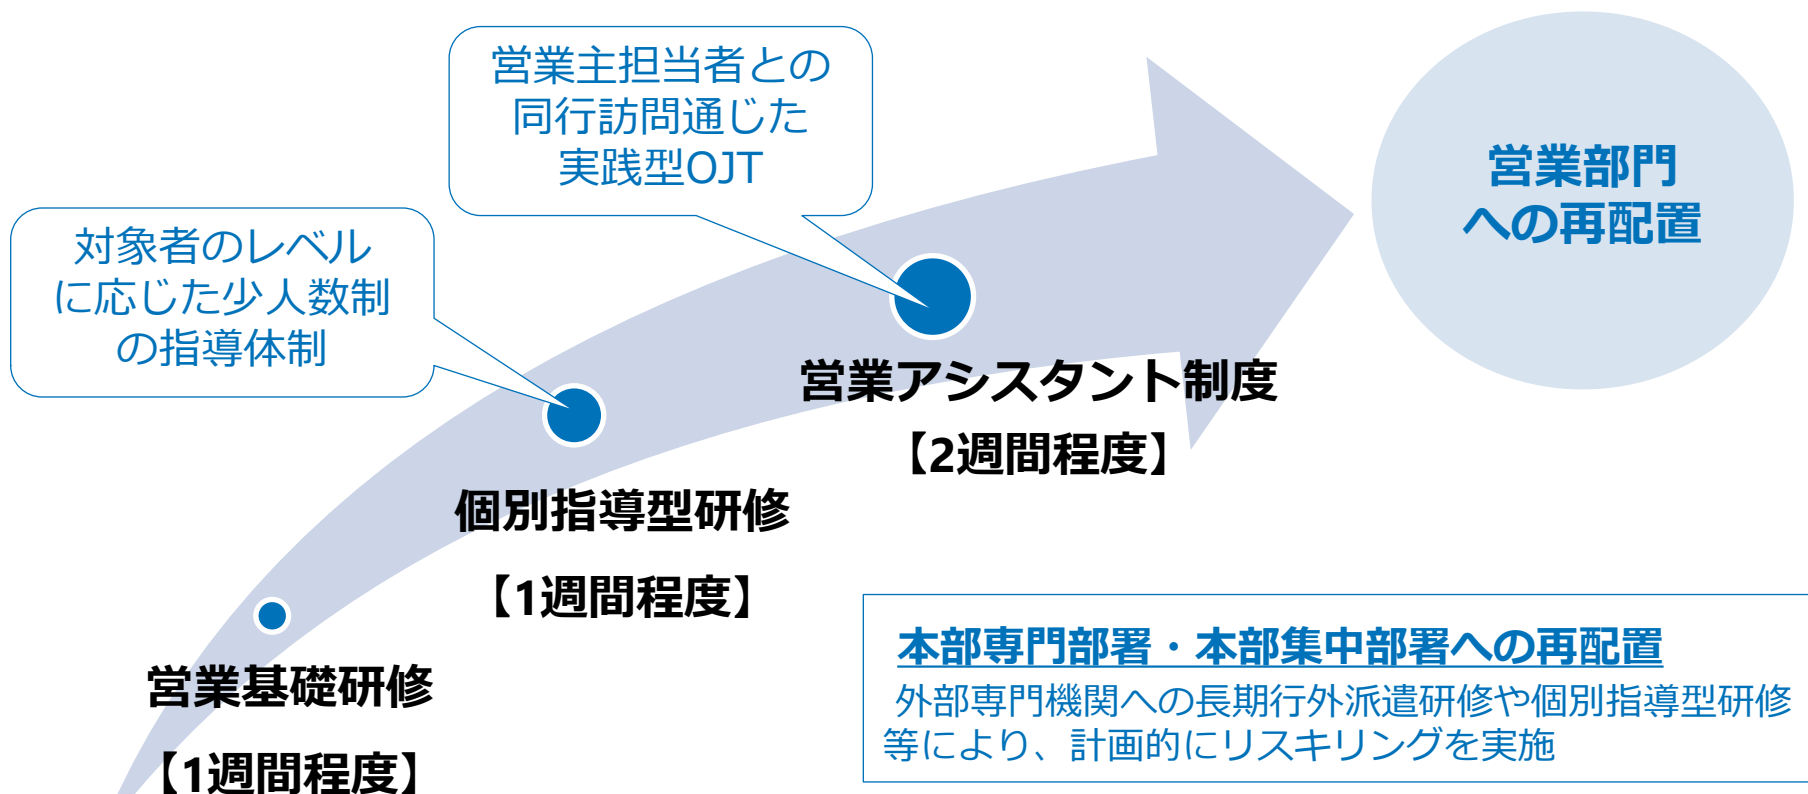 営業主担当者との
同行訪問通じた
実践型OJT
営業部門
への再配置
対象者のレベル
に応じた少人数制
の指導体制
営業アシスタント制度
【2週間程度】
個別指導型研修
【1週間程度】
営業基礎研修
【1週間程度】
本部専門部署・本部集中部署への再配置
外部専門機関への長期行外派遣研修や個別指導型研修
等により、計画的にリスキリングを実施